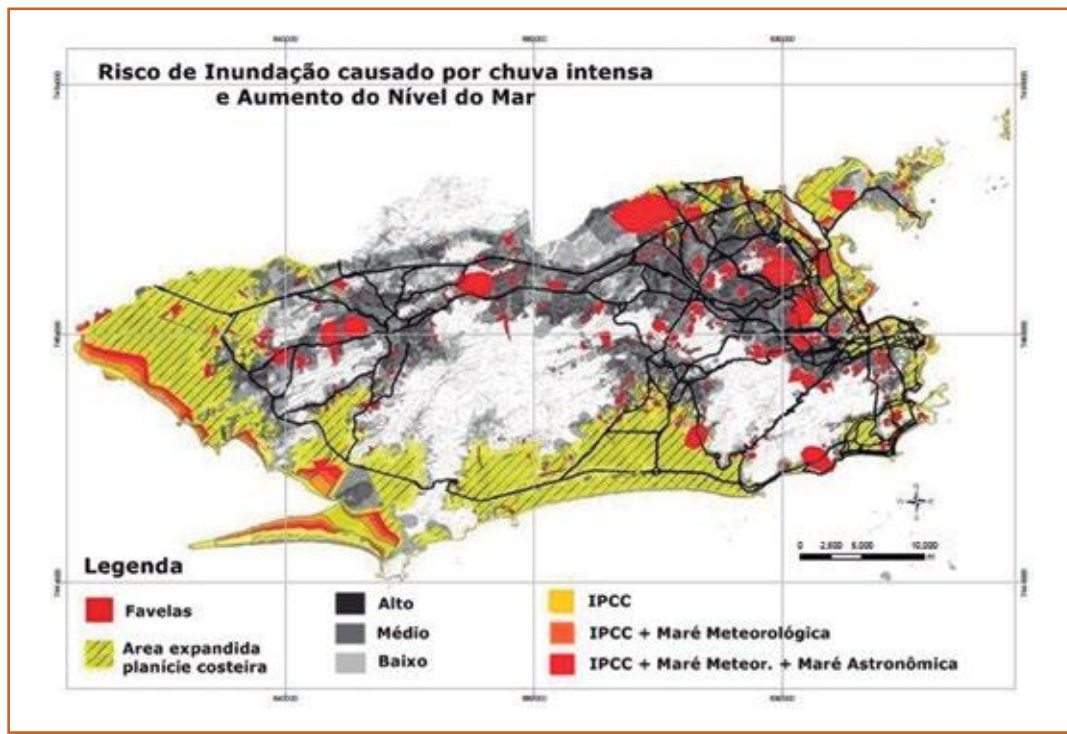 Risco de Inundação causado por chuva intensa
e Aumento do Nível do Mar
0 2,500 5,000 10,000
Legenda
Favelas
Area expandida
planície costeira
Alto
Médio
Baixo
IPCC
IPCC + Maré Meteorológica
IPCC + Maré Meteor. + Maré Astronômica